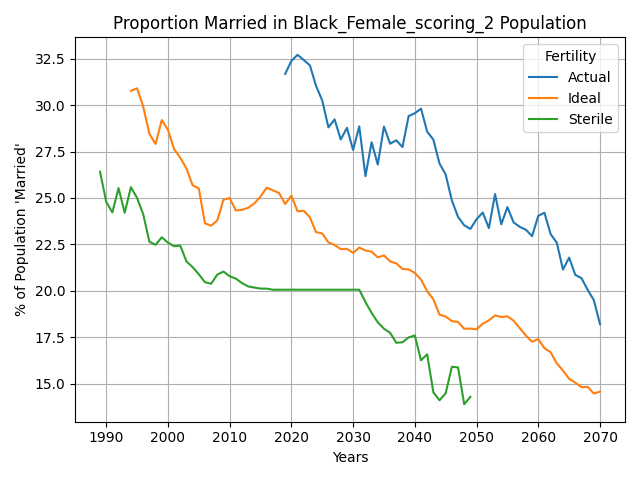 Proportion Married in Black_Female_scoring_2 Population
Fertility
Actual
Ideal
Sterile
% of Population 'Married'
32.5
30.0
27.5
25.0
22.5
20.0
17.5
15.0
1990 2000 2010 2020 2030 2040 2050 2060 2070
Years